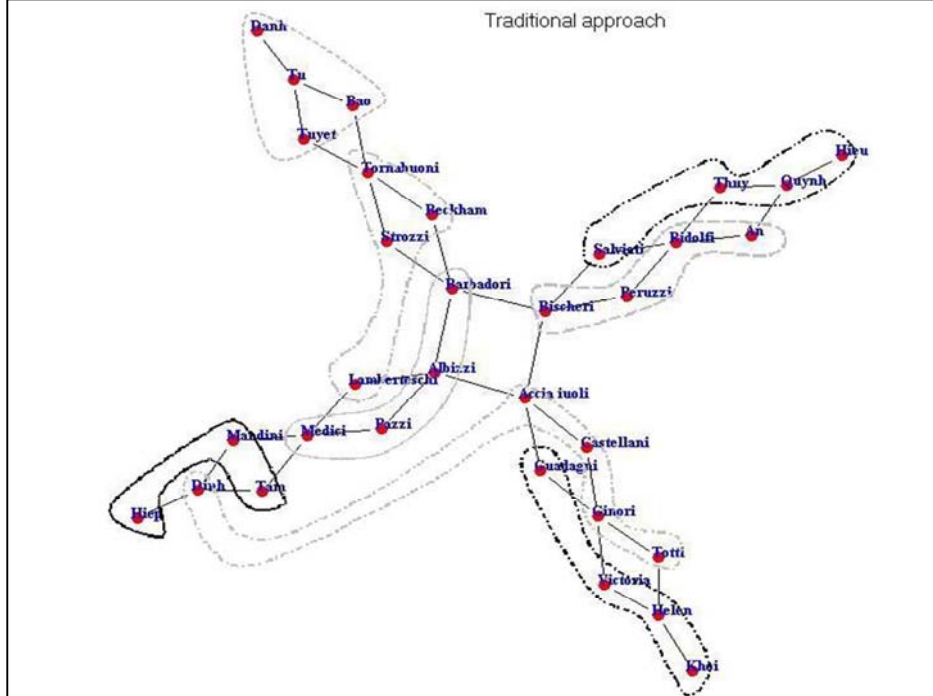 Traditional approach
Danh
Tu
Bao
Tuyet
Tornabuoni
Beckham
Strozzi
Barbadori
Hieu
Thuy
Quynh
Salviati
Ridolfi
An
Bischeri
Peruzzi
Albizzi
Lamberteschi
Acciaiuoli
Pazzi
Medici
Mandini
Castellani
Guadagni
Dinh
Tam
Hiep
Ginori
Totti
Victoria
Helen
Khoi